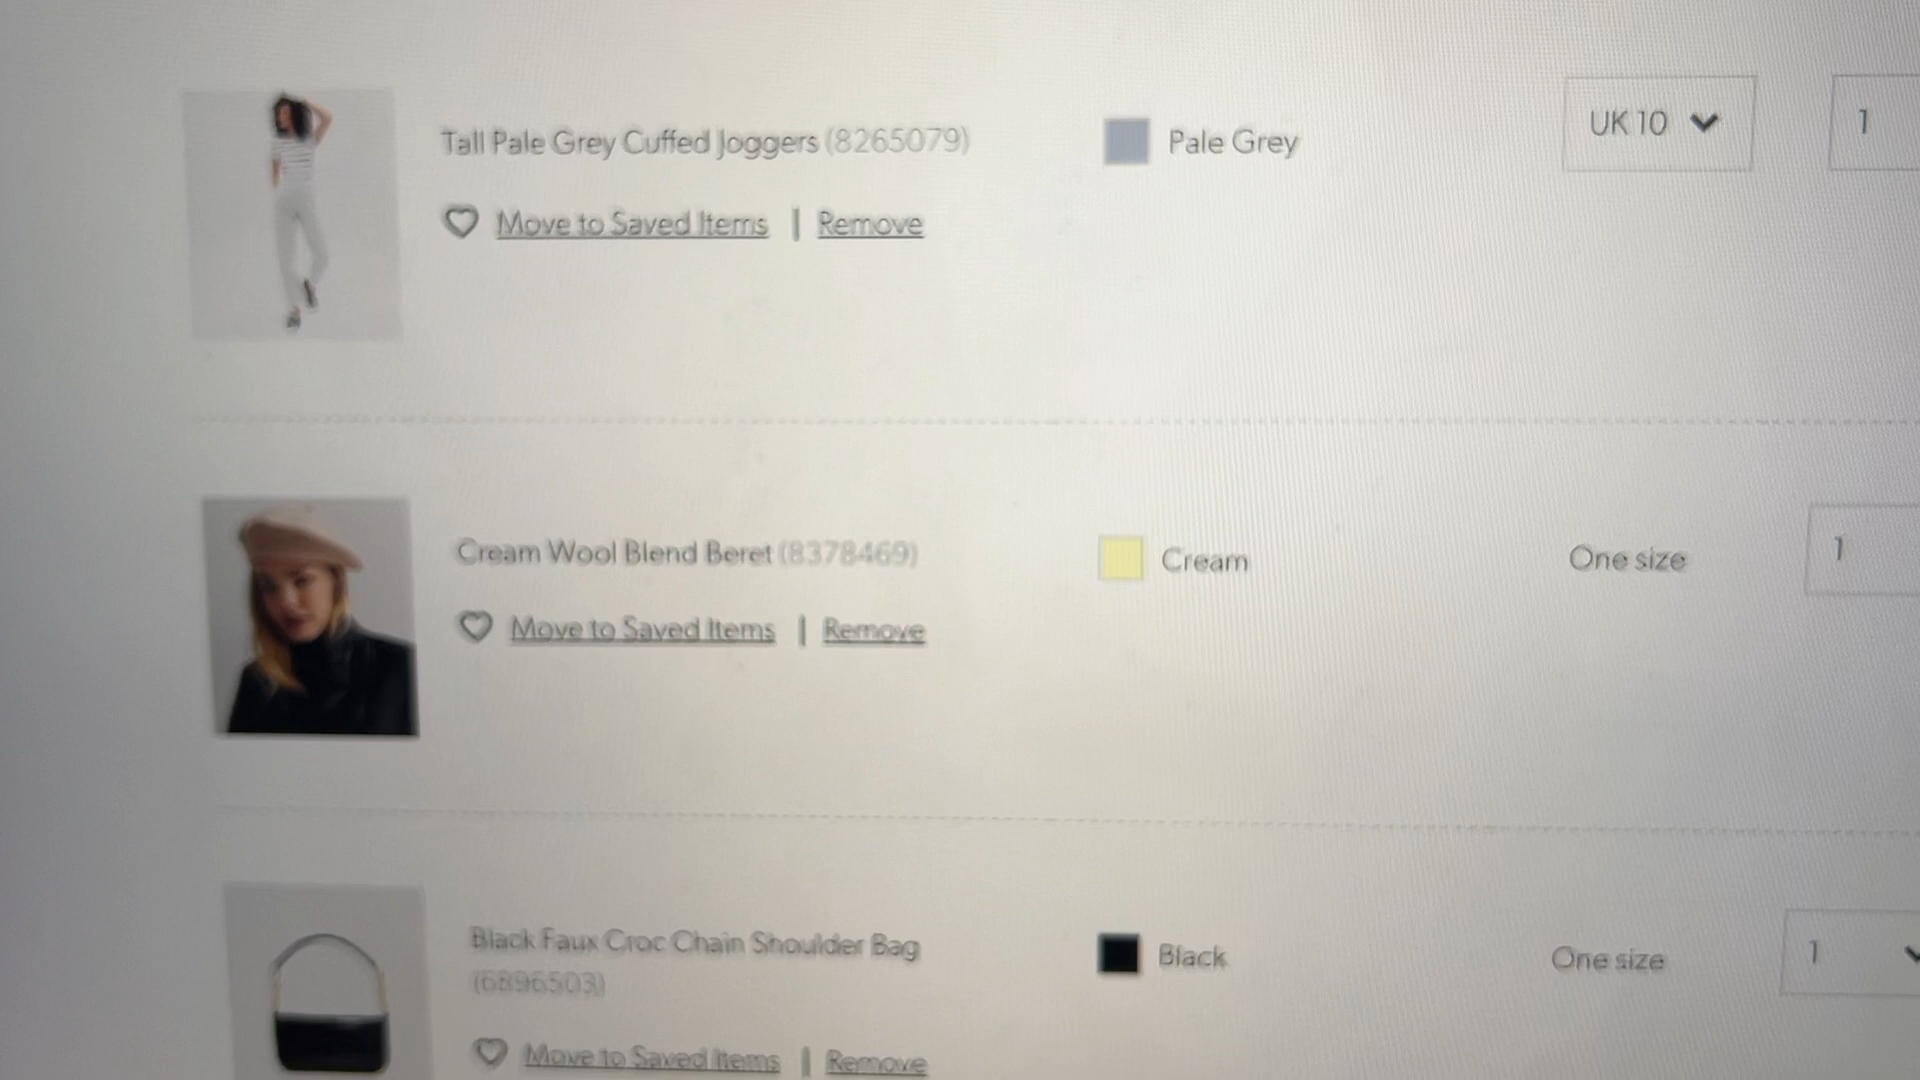 Tall Pale Grey Cuffed Joggers (8265079)
Pale Grey
UK 10
1
Move to Saved Items | Remove
Cream Wool Blend Beret (8378469)
Cream
One size
1
Move to Saved Items | Remove
Black Faux Croc Chain Shoulder Bag
(6896503)
Black
One size
1
Move to Saved Items | Remove